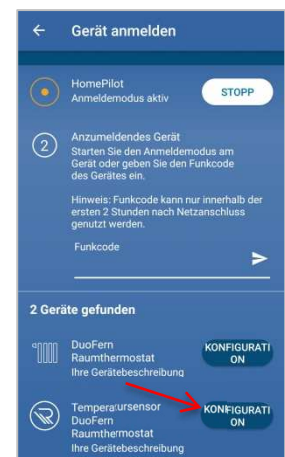 ← Gerät anmelden
HomePilot
Anmeldemodus aktiv
STOPP
2
Anzumeldendes Gerät
Starten Sie den Anmeldemodus am
Gerät oder geben Sie den Funkcode
des Gerätes ein.
Hinweis: Funkcode kann nur innerhalb der
ersten 2 Stunden nach Netzanschluss
genutzt werden.
Funkcode
2 Geräte gefunden
DuoFern
Raumthermostat
Ihre Gerätebeschreibung
KONFIGURATI
ON
Temperatursensor
DuoFern
Raumthermostat
Ihre Gerätebeschreibung
KONFIGURATI
ON